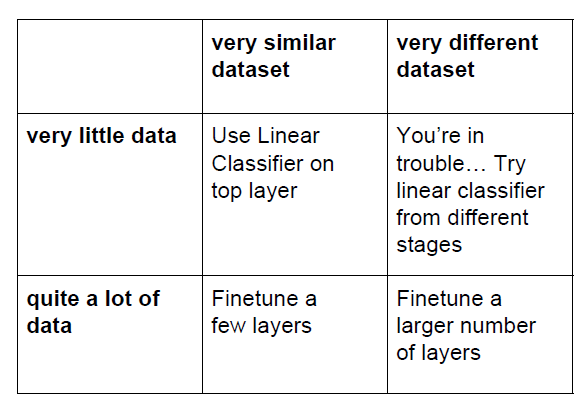 very similar
dataset
very different
dataset
very little data
Use Linear
Classifier on
top layer
You’re in
trouble… Try
linear classifier
from different
stages
quite a lot of
data
Finetune a
few layers
Finetune a
larger number
of layers